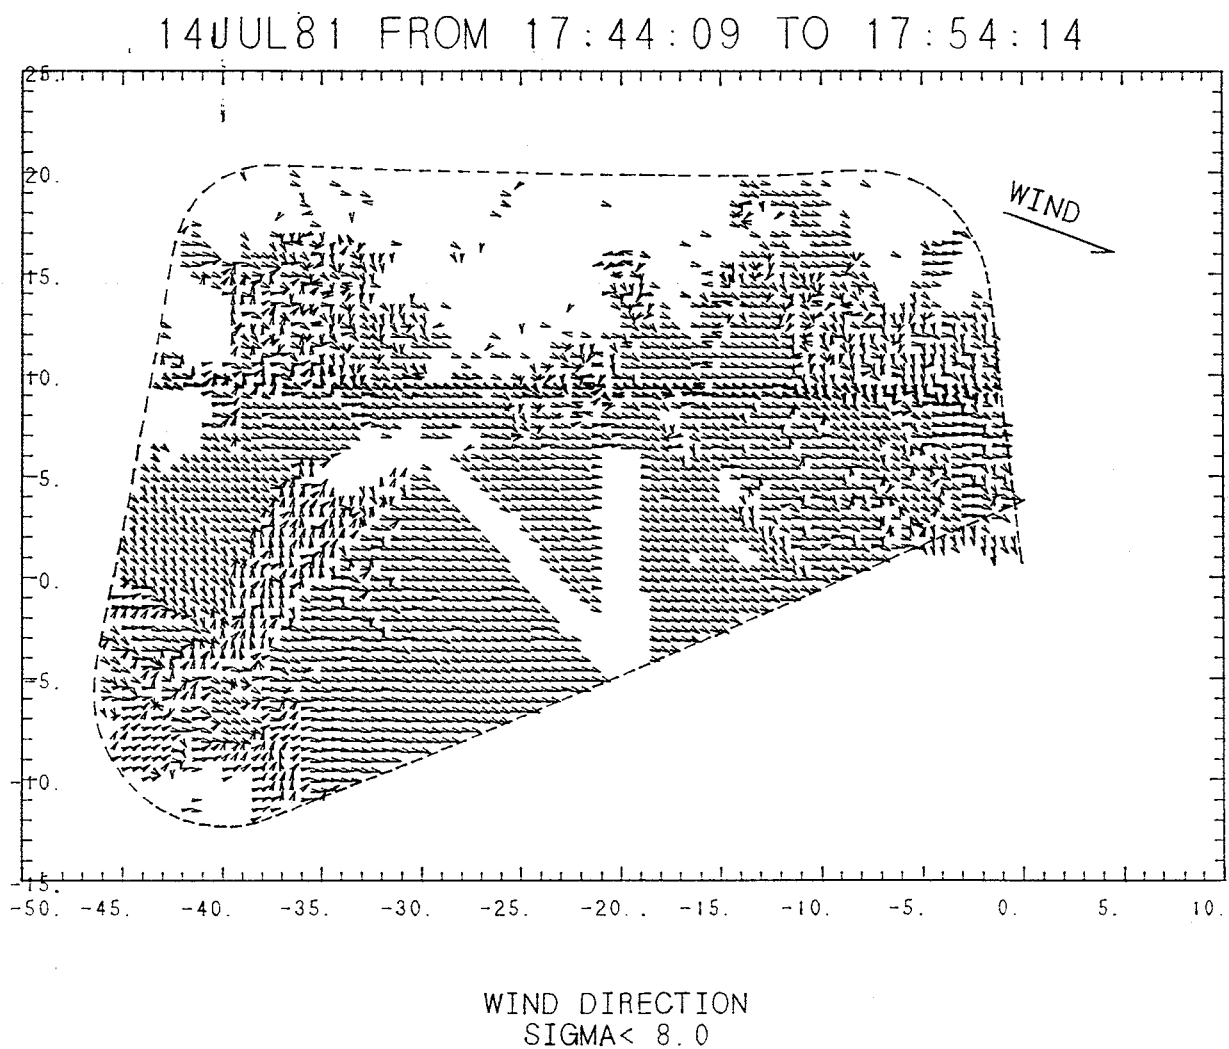 14JUL81 FROM 17:44:09 TO 17:54:14
25.
20.
WIND
15.
10.
5.
0.
-5.
-10.
-15.
-50. -45. -40. -35. -30. -25. -20. -15. -10. -5. 0. 5. 10.
WIND DIRECTION
SIGMA< 8.0